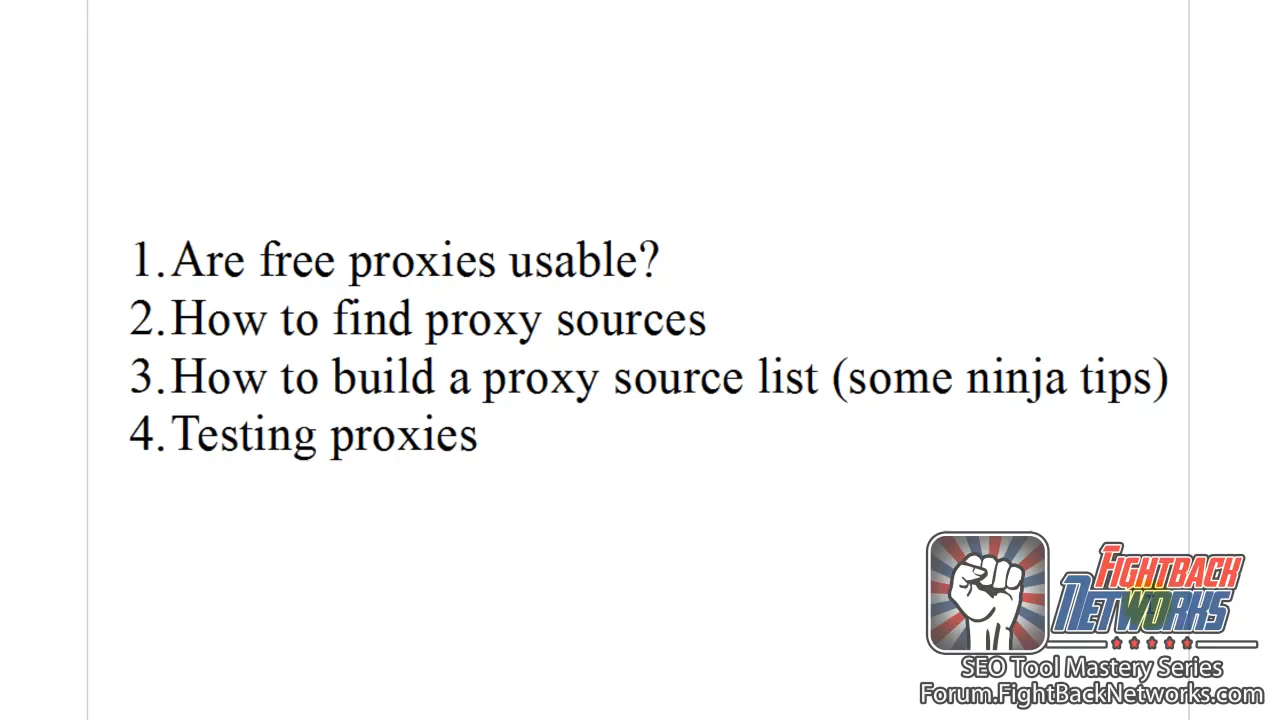 1. Are free proxies usable?
2. How to find proxy sources
3. How to build a proxy source list (some ninja tips)
4. Testing proxies
FIGHTBACK
NETWORKS
SEO Tool Mastery Series
Forum.FightBackNetworks.com